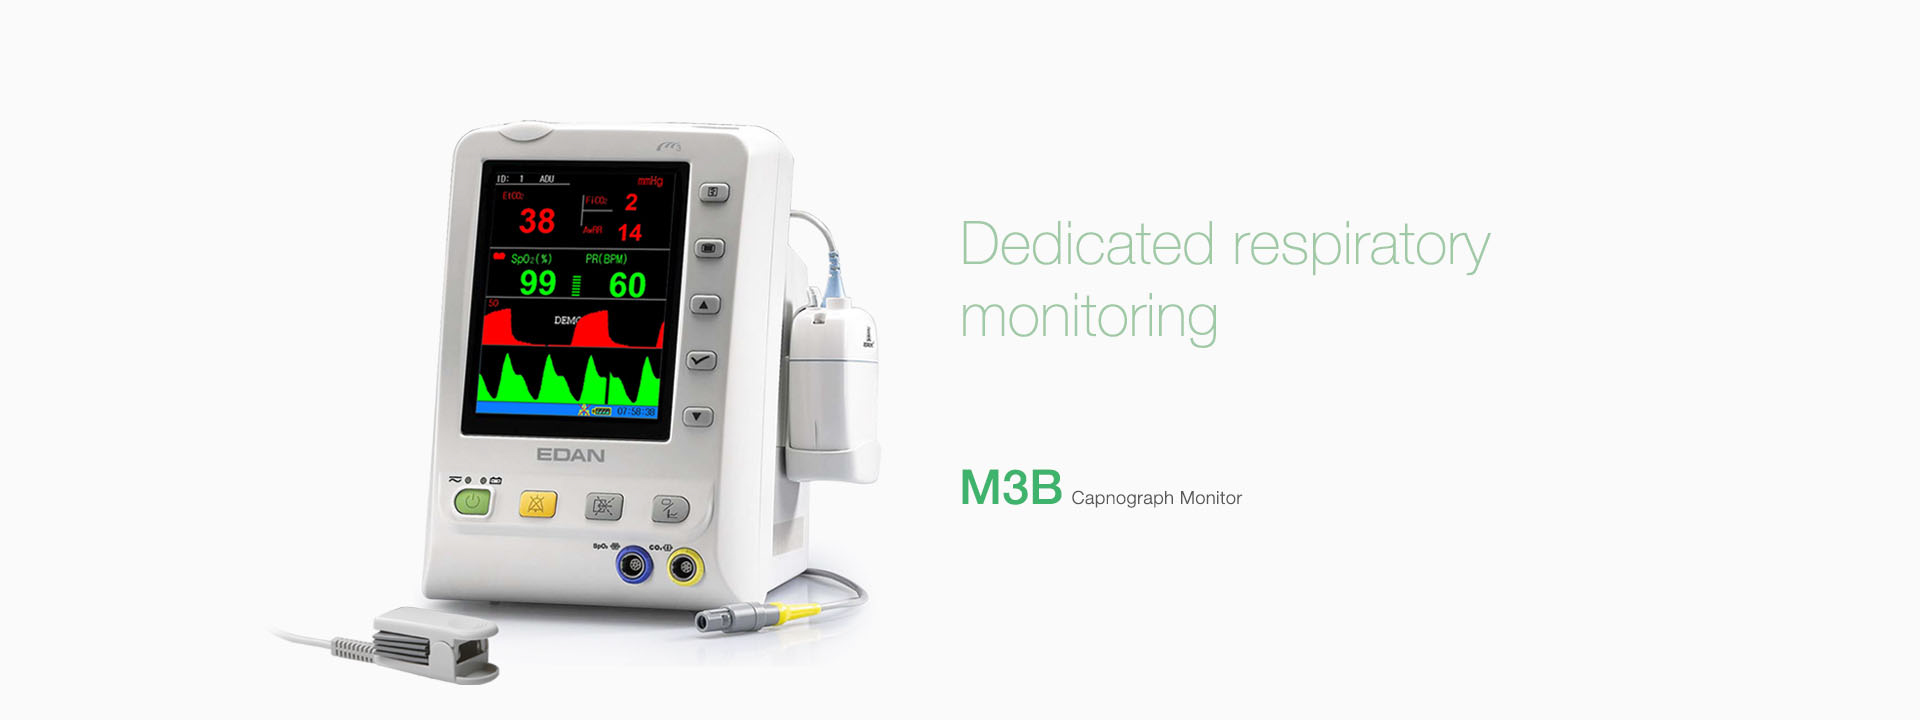 ID: 1 ADU
mmHg
EtCO2
38
FiCO2 2
AwRR 14
SpO2(%) PR(BPM)
99 60
50
DEMO
07:58:38
EDAN
SpO2 CO2
Dedicated respiratory
monitoring
M3B Capnograph Monitor